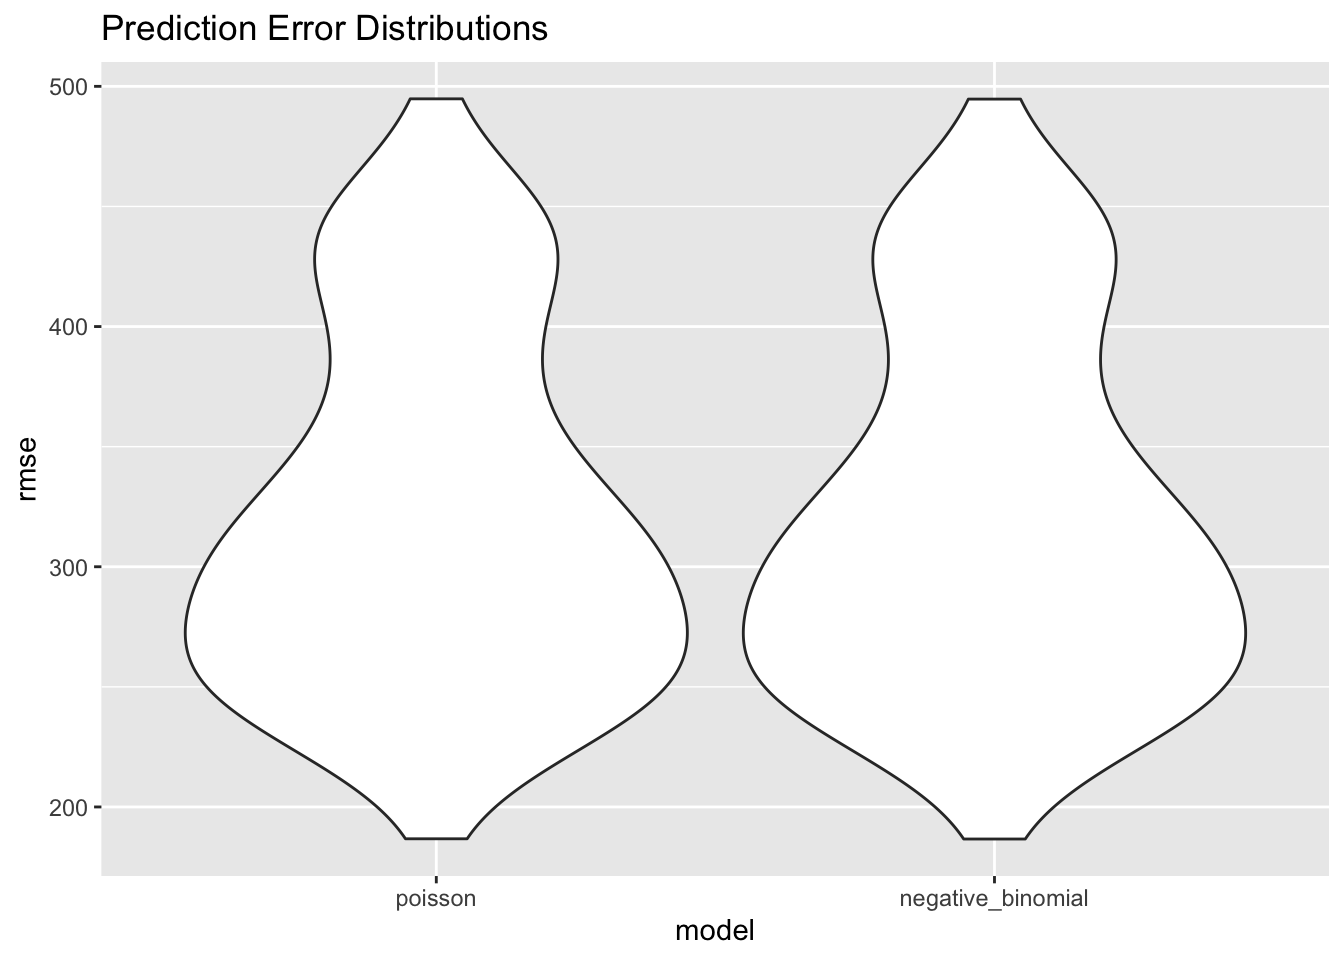 Prediction Error Distributions
500
400
300
200
rmse
poisson
negative_binomial
model